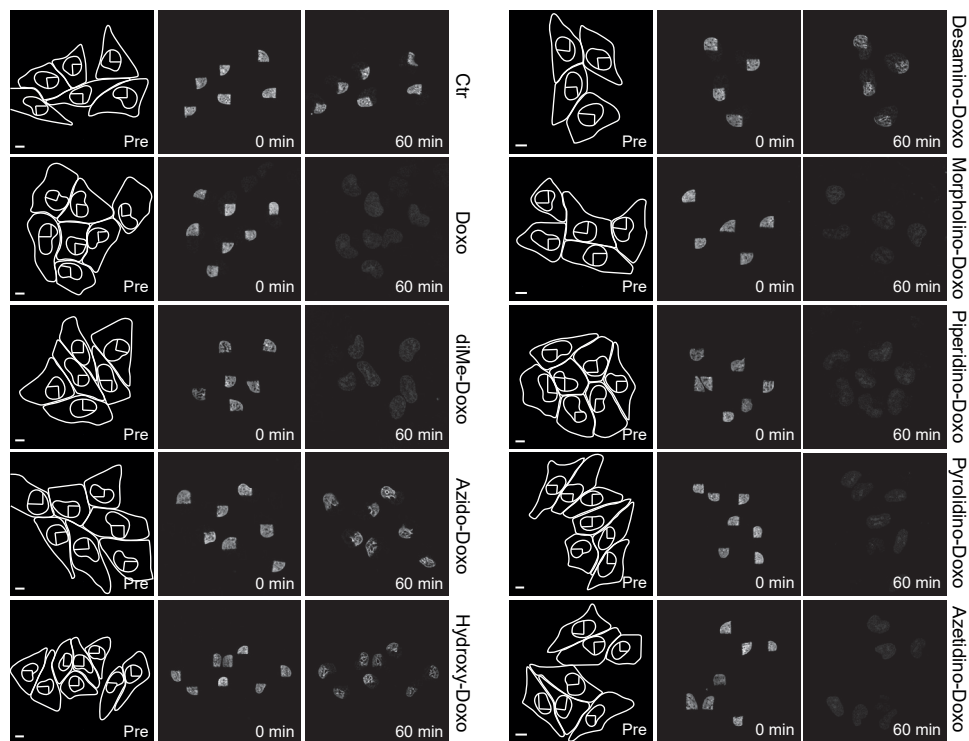 Pre 0 min 60 min Ctr
Pre 0 min 60 min Doxo
Pre 0 min 60 min diMe-Doxo
Pre 0 min 60 min Azido-Doxo
Pre 0 min 60 min Hydroxy-Doxo
Pre 0 min 60 min Desamino-Doxo
Pre 0 min 60 min Morpholino-Doxo
Pre 0 min 60 min Piperidino-Doxo
Pre 0 min 60 min Pyrolidino-Doxo
Pre 0 min 60 min Azetidino-Doxo